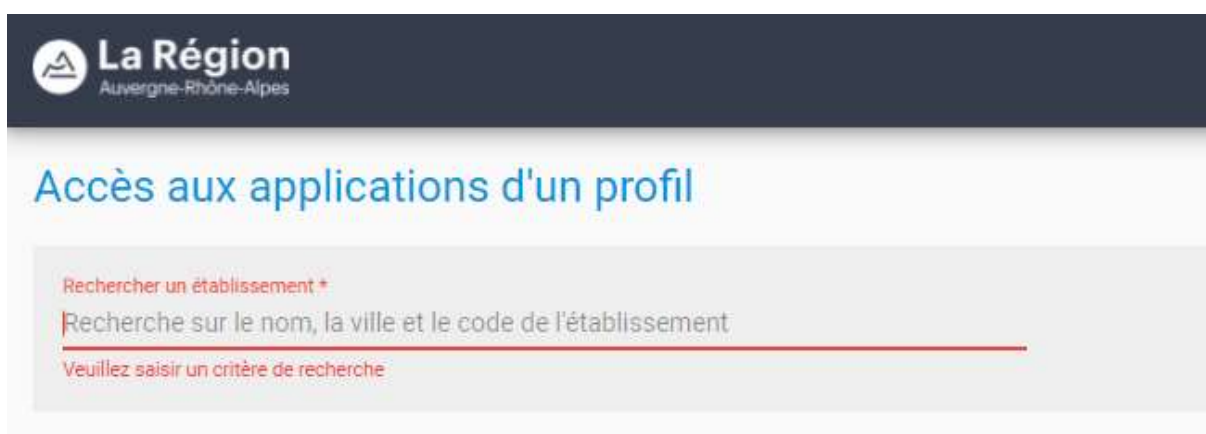 La Région
Auvergne-Rhône-Alpes
Accès aux applications d'un profil
Rechercher un établissement *
Recherche sur le nom, la ville et le code de l'établissement
Veuillez saisir un critère de recherche